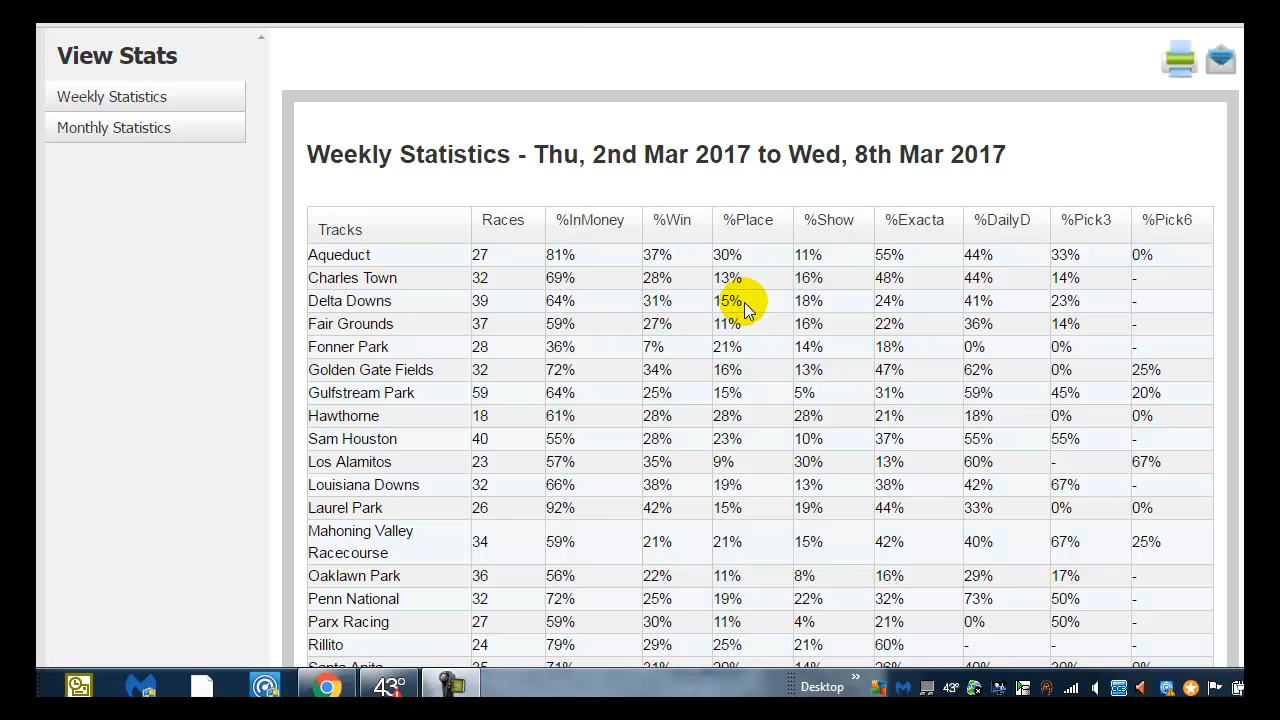 View Stats
Weekly Statistics
Monthly Statistics
Weekly Statistics - Thu, 2nd Mar 2017 to Wed, 8th Mar 2017
Tracks Races %InMoney %Win %Place %Show %Exacta %DailyD %Pick3 %Pick6
Aqueduct 27 81% 37% 30% 11% 55% 44% 33% 0%
Charles Town 32 69% 28% 13% 16% 48% 44% 14% -
Delta Downs 39 64% 31% 15% 18% 24% 41% 23% -
Fair Grounds 37 59% 27% 11% 16% 22% 36% 14% -
Fonner Park 28 36% 7% 21% 14% 18% 0% 0% -
Golden Gate Fields 32 72% 34% 16% 13% 47% 62% 0% 25%
Gulfstream Park 59 64% 25% 15% 5% 31% 59% 45% 20%
Hawthorne 18 61% 28% 28% 28% 21% 18% 0% 0%
Sam Houston 40 55% 28% 23% 10% 37% 55% 55% -
Los Alamitos 23 57% 35% 9% 30% 13% 60% - 67%
Louisiana Downs 32 66% 38% 19% 13% 38% 42% 67% -
Laurel Park 26 92% 42% 15% 19% 44% 33% 0% 0%
Mahoning Valley
Racecourse 34 59% 21% 21% 15% 42% 40% 67% 25%
Oaklawn Park 36 56% 22% 11% 8% 16% 29% 17% -
Penn National 32 72% 25% 19% 22% 32% 73% 50% -
Parx Racing 27 59% 30% 11% 4% 21% 0% 50% -
Rillito 24 79% 29% 25% 21% 60% - - -
Santa Anita
43° Desktop » 43°